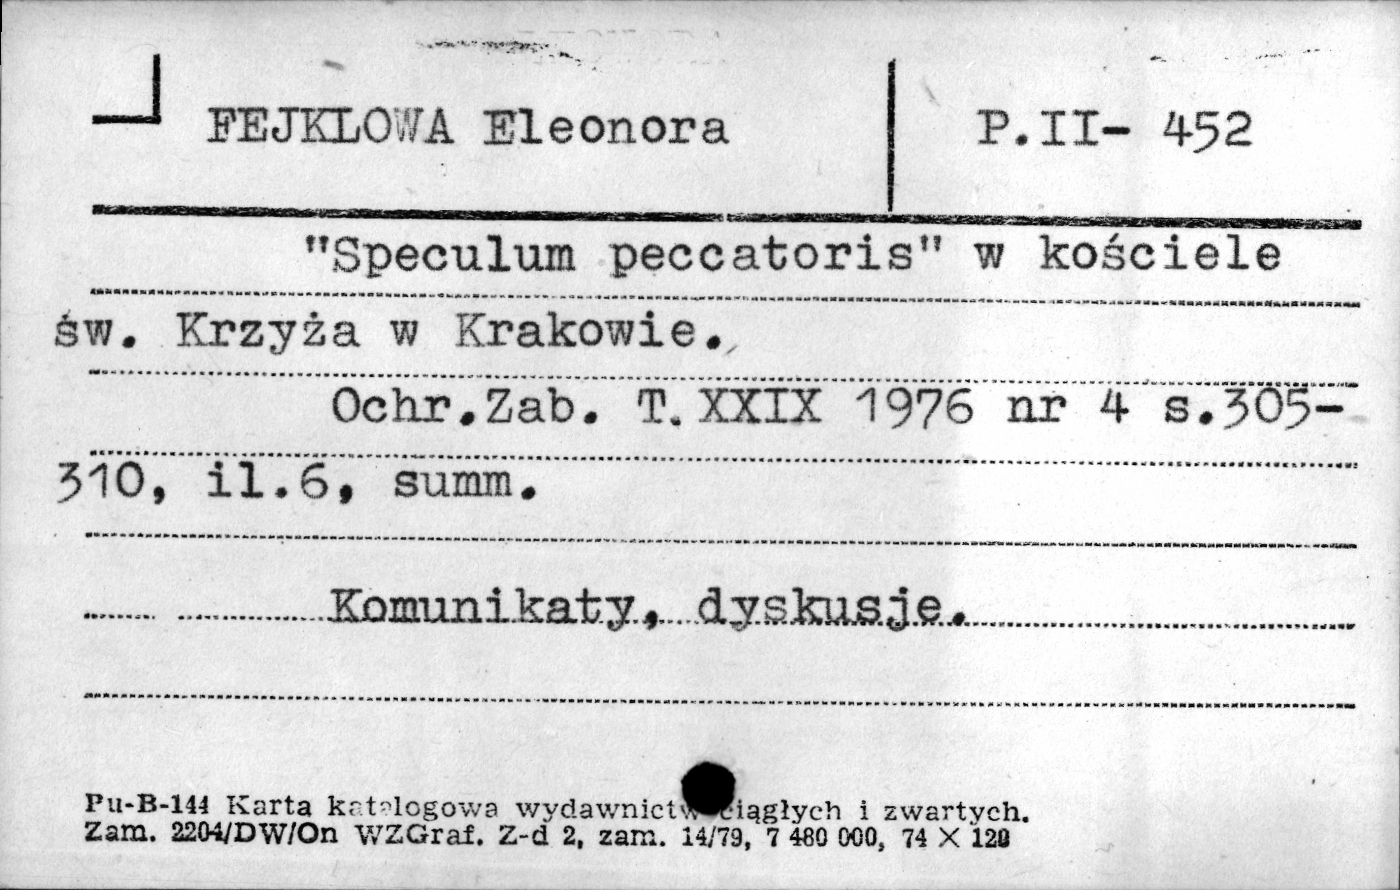 FEJKLOWA Eleonora P.II- 452
"Speculum peccatoris" w kościele
św. Krzyża w Krakowie.
Ochr.Zab. T.XXIX 1976 nr 4 s.305-
310, il.6, summ.
Komunikaty, dyskusje.
Pu-B-144 Karta katalogowa wydawnictw ciągłych i zwartych.
Zam. 2204/DW/On WZGraf. Z-d 2, zam. 14/79, 7 480 000, 74 X 120